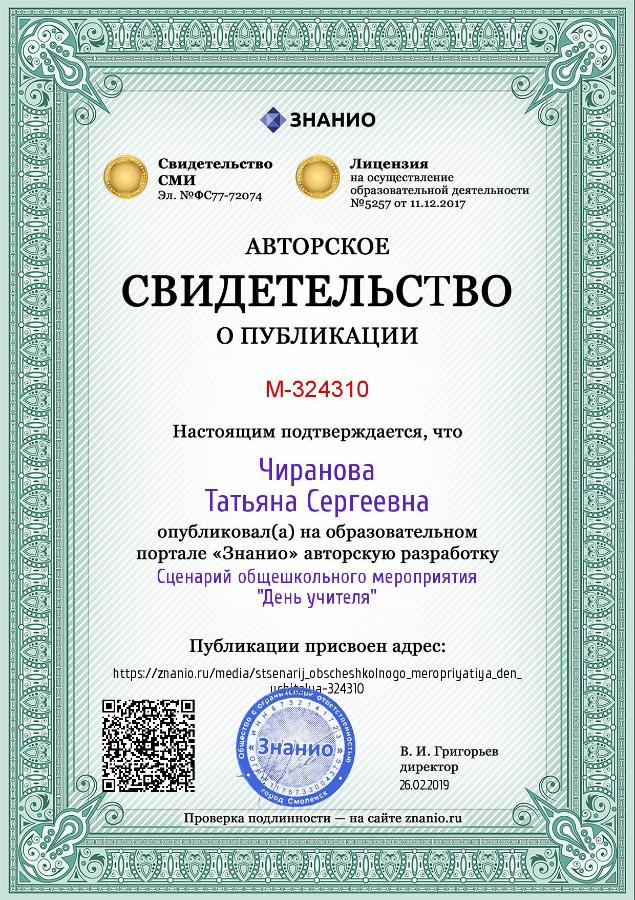 ЗНАНИО
Свидетельство
СМИ
Эл. №ФС77-72074
Лицензия
на осуществление
образовательной деятельности
№5257 от 11.12.2017
АВТОРСКОЕ
СВИДЕТЕЛЬСТВО
О ПУБЛИКАЦИИ
М-324310
Настоящим подтверждается, что
Чиранова
Татьяна Сергеевна
опубликовал(а) на образовательном
портале «Знанио» авторскую разработку
Сценарий общешкольного мероприятия
"День учителя"
Публикации присвоен адрес:
https://znanio.ru/media/stsenarij_obscheshkolnogo_meropriyatiya_den_
uchitelya-324310
Общество с ограниченной ответственностью
«Знанио»
город Смоленск
В. И. Григорьев
директор
26.02.2019
Проверка подлинности — на сайте znanio.ru